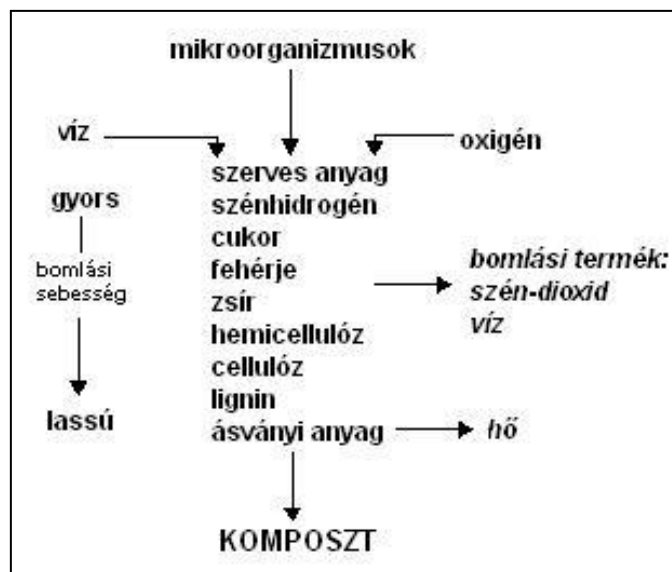 mikroorganizmusok
víz
oxigén
szerves anyag
gyors
szénhidrogén
cukor
bomlási
sebesség
fehérje
zsír
hemicellulóz
cellulóz
lignin
bomlási termék:
szén-dioxid
víz
lassú
ásványi anyag
hő
KOMPOSZT